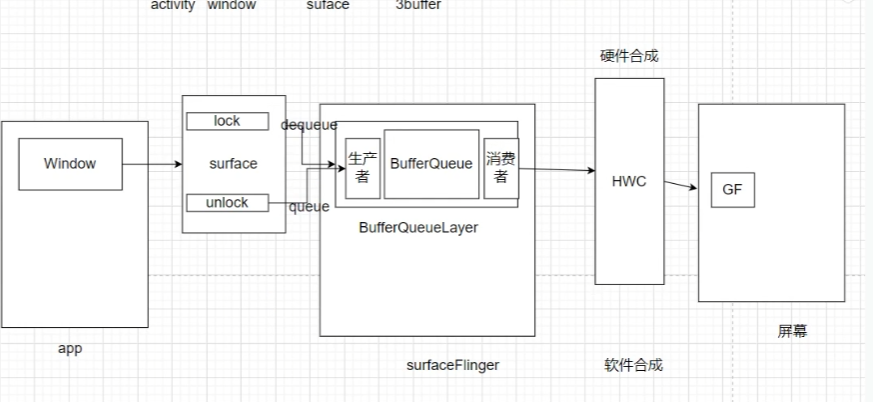 activity window suface 3buffer
硬件合成
lock
dequeue
Window
surface
生产
者
BufferQueue
消费
者
HWC
GF
unlock
queue
BufferQueueLayer
屏幕
app
surfaceFlinger
软件合成